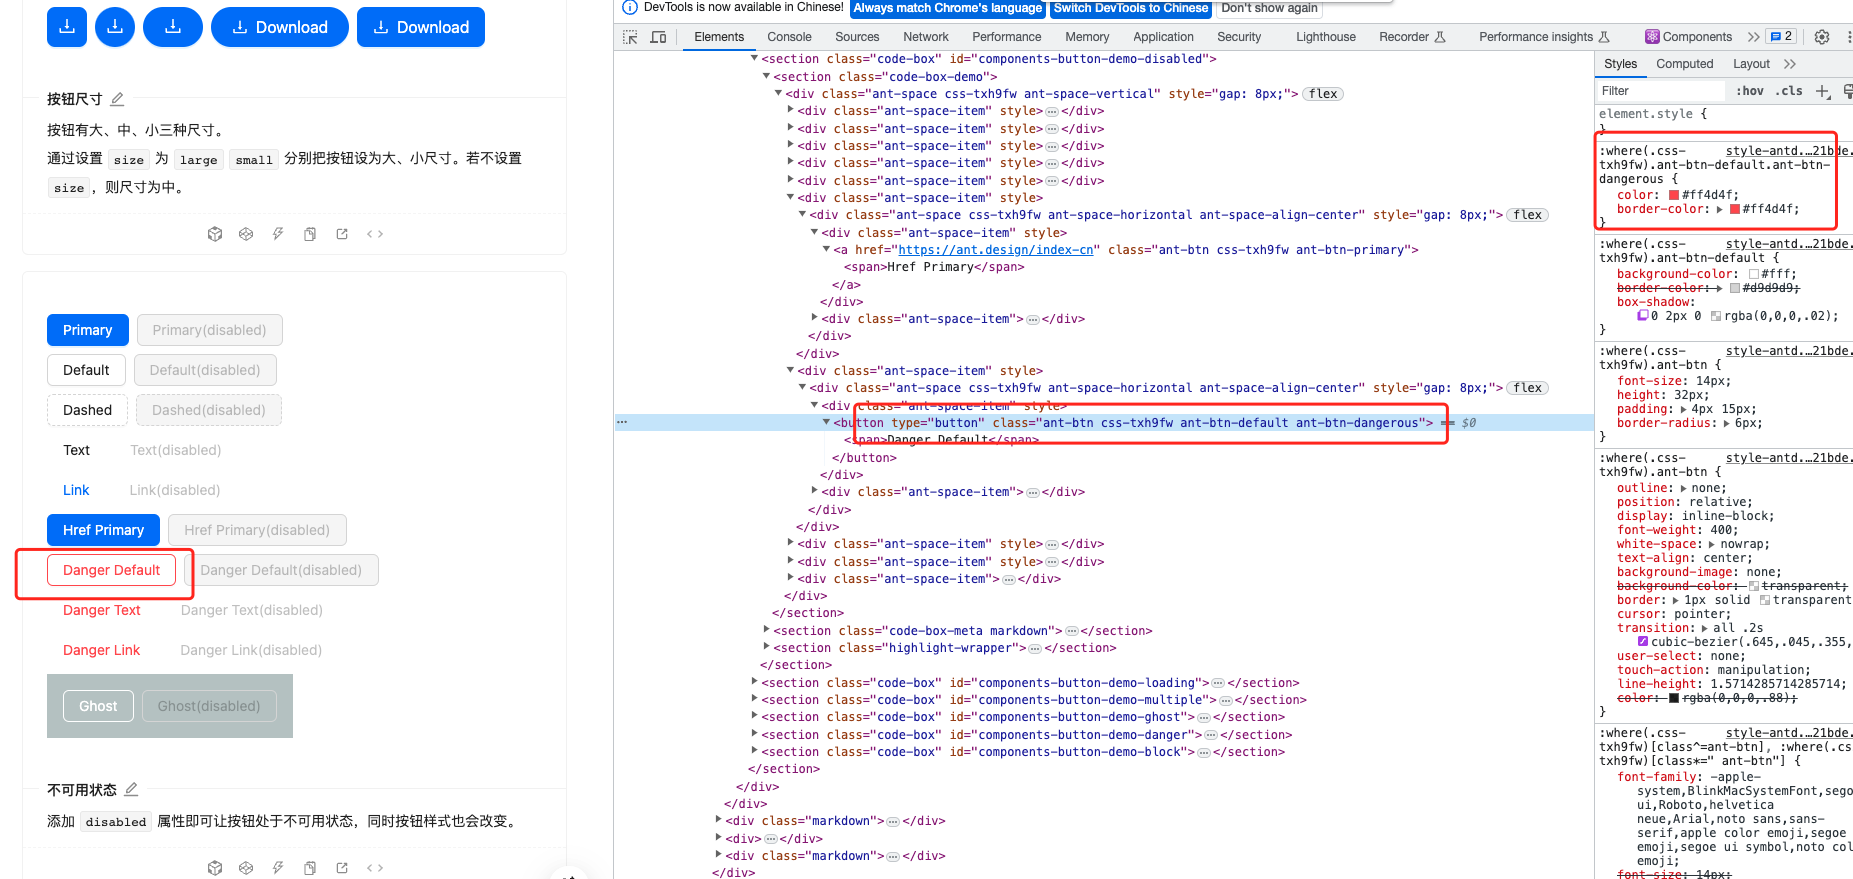 Download
Download
按钮尺寸
按钮有大、中、小三种尺寸。
通过设置 size 为 large small 分别把按钮设为大、小尺寸。若不设置
size ，则尺寸为中。
Primary Primary(disabled)
Default Default(disabled)
Dashed Dashed(disabled)
Text Text(disabled)
Link Link(disabled)
Href Primary Href Primary(disabled)
Danger Default Danger Default(disabled)
Danger Text Danger Text(disabled)
Danger Link Danger Link(disabled)
Ghost Ghost(disabled)
不可用状态
添加 disabled 属性即可让按钮处于不可用状态，同时按钮样式也会改变。
DevTools is now available in Chinese! Always match Chrome's language Switch DevTools to Chinese Don't show again
Elements Console Sources Network Performance Memory Application Security Lighthouse Recorder Performance insights Components 2
<section class="code-box" id="components-button-demo-disabled">
<section class="code-box-demo">
<div class="ant-space css-txh9fw ant-space-vertical" style="gap: 8px;"> flex
<div class="ant-space-item" style>…</div>
<div class="ant-space-item" style>…</div>
<div class="ant-space-item" style>…</div>
<div class="ant-space-item" style>…</div>
<div class="ant-space-item" style>…</div>
<div class="ant-space-item" style>
<div class="ant-space css-txh9fw ant-space-horizontal ant-space-align-center" style="gap: 8px;"> flex
<div class="ant-space-item" style>
<a href="https://ant.design/index-cn" class="ant-btn css-txh9fw ant-btn-primary">
<span>Href Primary</span>
</a>
</div>
<div class="ant-space-item">…</div>
</div>
</div>
<div class="ant-space-item" style>
<div class="ant-space css-txh9fw ant-space-horizontal ant-space-align-center" style="gap: 8px;"> flex
<div class="ant-space-item" style>
… <button type="button" class="ant-btn css-txh9fw ant-btn-default ant-btn-dangerous"> == $0
<span>Danger Default</span>
</button>
</div>
<div class="ant-space-item">…</div>
</div>
</div>
<div class="ant-space-item" style>…</div>
<div class="ant-space-item" style>…</div>
<div class="ant-space-item">…</div>
</div>
</section>
<section class="code-box-meta markdown">…</section>
<section class="highlight-wrapper">…</section>
</section>
<section class="code-box" id="components-button-demo-loading">…</section>
<section class="code-box" id="components-button-demo-multiple">…</section>
<section class="code-box" id="components-button-demo-ghost">…</section>
<section class="code-box" id="components-button-demo-danger">…</section>
<section class="code-box" id="components-button-demo-block">…</section>
</section>
</div>
</div>
<div class="markdown">…</div>
<div>…</div>
<div class="markdown">…</div>
</div>
Styles Computed Layout
Filter :hov .cls
element.style {
}
:where(.css- style-antd.…21bde.
txh9fw).ant-btn-default.ant-btn-
dangerous {
color: #ff4d4f;
border-color: #ff4d4f;
}
:where(.css- style-antd.…21bde.
txh9fw).ant-btn-default {
background-color: #fff;
border-color: #d9d9d9;
box-shadow:
0 2px 0 rgba(0,0,0,.02);
}
:where(.css- style-antd.…21bde.
txh9fw).ant-btn {
font-size: 14px;
height: 32px;
padding: 4px 15px;
border-radius: 6px;
}
:where(.css- style-antd.…21bde.
txh9fw).ant-btn {
outline: none;
position: relative;
display: inline-block;
font-weight: 400;
white-space: nowrap;
text-align: center;
background-image: none;
background-color: transparent;
border: 1px solid transparent
cursor: pointer;
transition: all .2s
cubic-bezier(.645,.045,.355,
user-select: none;
touch-action: manipulation;
line-height: 1.5714285714285714;
color: rgba(0,0,0,.88);
}
:where(.css- style-antd.…21bde.
txh9fw)[class^=ant-btn], :where(.cs
txh9fw)[class*=" ant-btn"] {
font-family: -apple-
system,BlinkMacSystemFont,sego
ui,Roboto,helvetica
neue,Arial,noto sans,sans-
serif,apple color emoji,segoe
emoji,segoe ui symbol,noto col
emoji;
font-size: 14px;